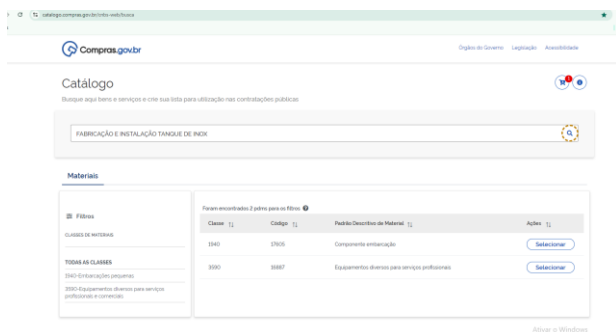 catalogo.compras.gov.br/cnbs-web/busca
Compras.gov.br
Órgãos do Governo Legislação Acessibilidade
Catálogo
1
Busque aqui bens e serviços e crie sua lista para utilização nas contratações públicas
FABRICAÇÃO E INSTALAÇÃO TANQUE DE INOX
Materiais
Filtros
CLASSES DE MATERIAIS
TODAS AS CLASSES
1940-Embarcações pequenas
3590-Equipamentos diversos para serviços
profissionais e comerciais
Foram encontrados 2 pdms para os filtros
Classe Código Padrão Descritivo de Material Ações
1940 17605 Componente embarcação Selecionar
3590 18887 Equipamentos diversos para serviços profissionais Selecionar
Ativar o Windows